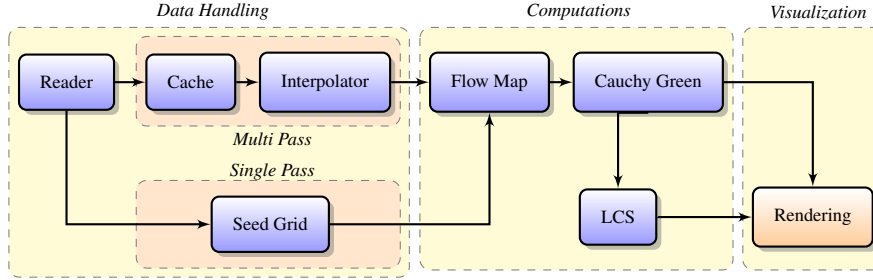 Data Handling
Computations
Visualization
Reader
Cache
Interpolator
Flow Map
Cauchy Green
Multi Pass
Single Pass
Seed Grid
LCS
Rendering